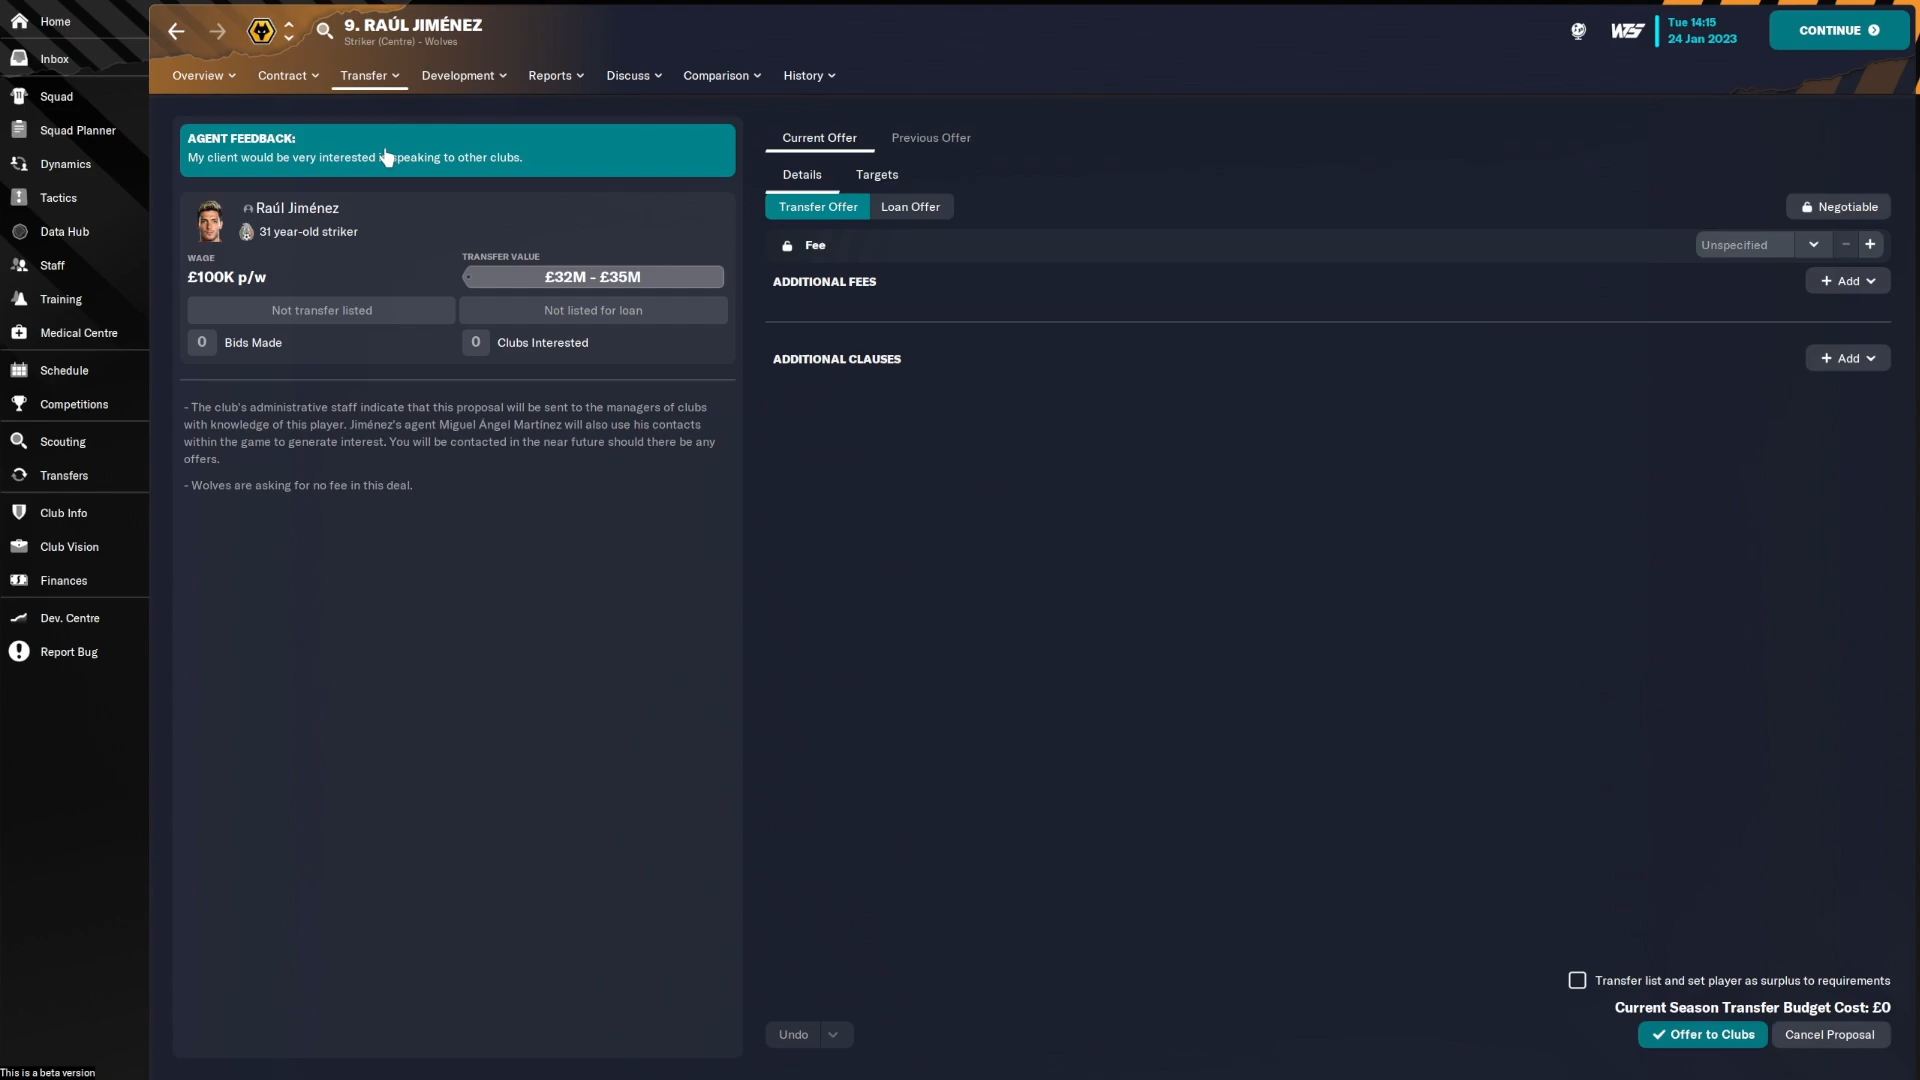 Home
Inbox
Squad
Squad Planner
Dynamics
Tactics
Data Hub
Staff
Training
Medical Centre
Schedule
Competitions
Scouting
Transfers
Club Info
Club Vision
Finances
Dev. Centre
Report Bug
This is a beta version
9. RAÚL JIMÉNEZ
Striker (Centre) - Wolves
Tue 14:15
24 Jan 2023
CONTINUE
Overview
Contract
Transfer
Development
Reports
Discuss
Comparison
History
AGENT FEEDBACK:
My client would be very interested speaking to other clubs.
Raúl Jiménez
31 year-old striker
WAGE
£100K p/w
TRANSFER VALUE
£32M - £35M
Not transfer listed
Not listed for loan
0 Bids Made
0 Clubs Interested
- The club's administrative staff indicate that this proposal will be sent to the managers of clubs
with knowledge of this player. Jiménez's agent Miguel Ángel Martínez will also use his contacts
within the game to generate interest. You will be contacted in the near future should there be any
offers.
- Wolves are asking for no fee in this deal.
Current Offer
Previous Offer
Details
Targets
Transfer Offer
Loan Offer
Negotiable
Fee
Unspecified
ADDITIONAL FEES
Add
ADDITIONAL CLAUSES
Add
Transfer list and set player as surplus to requirements
Current Season Transfer Budget Cost: £0
Undo
Offer to Clubs
Cancel Proposal